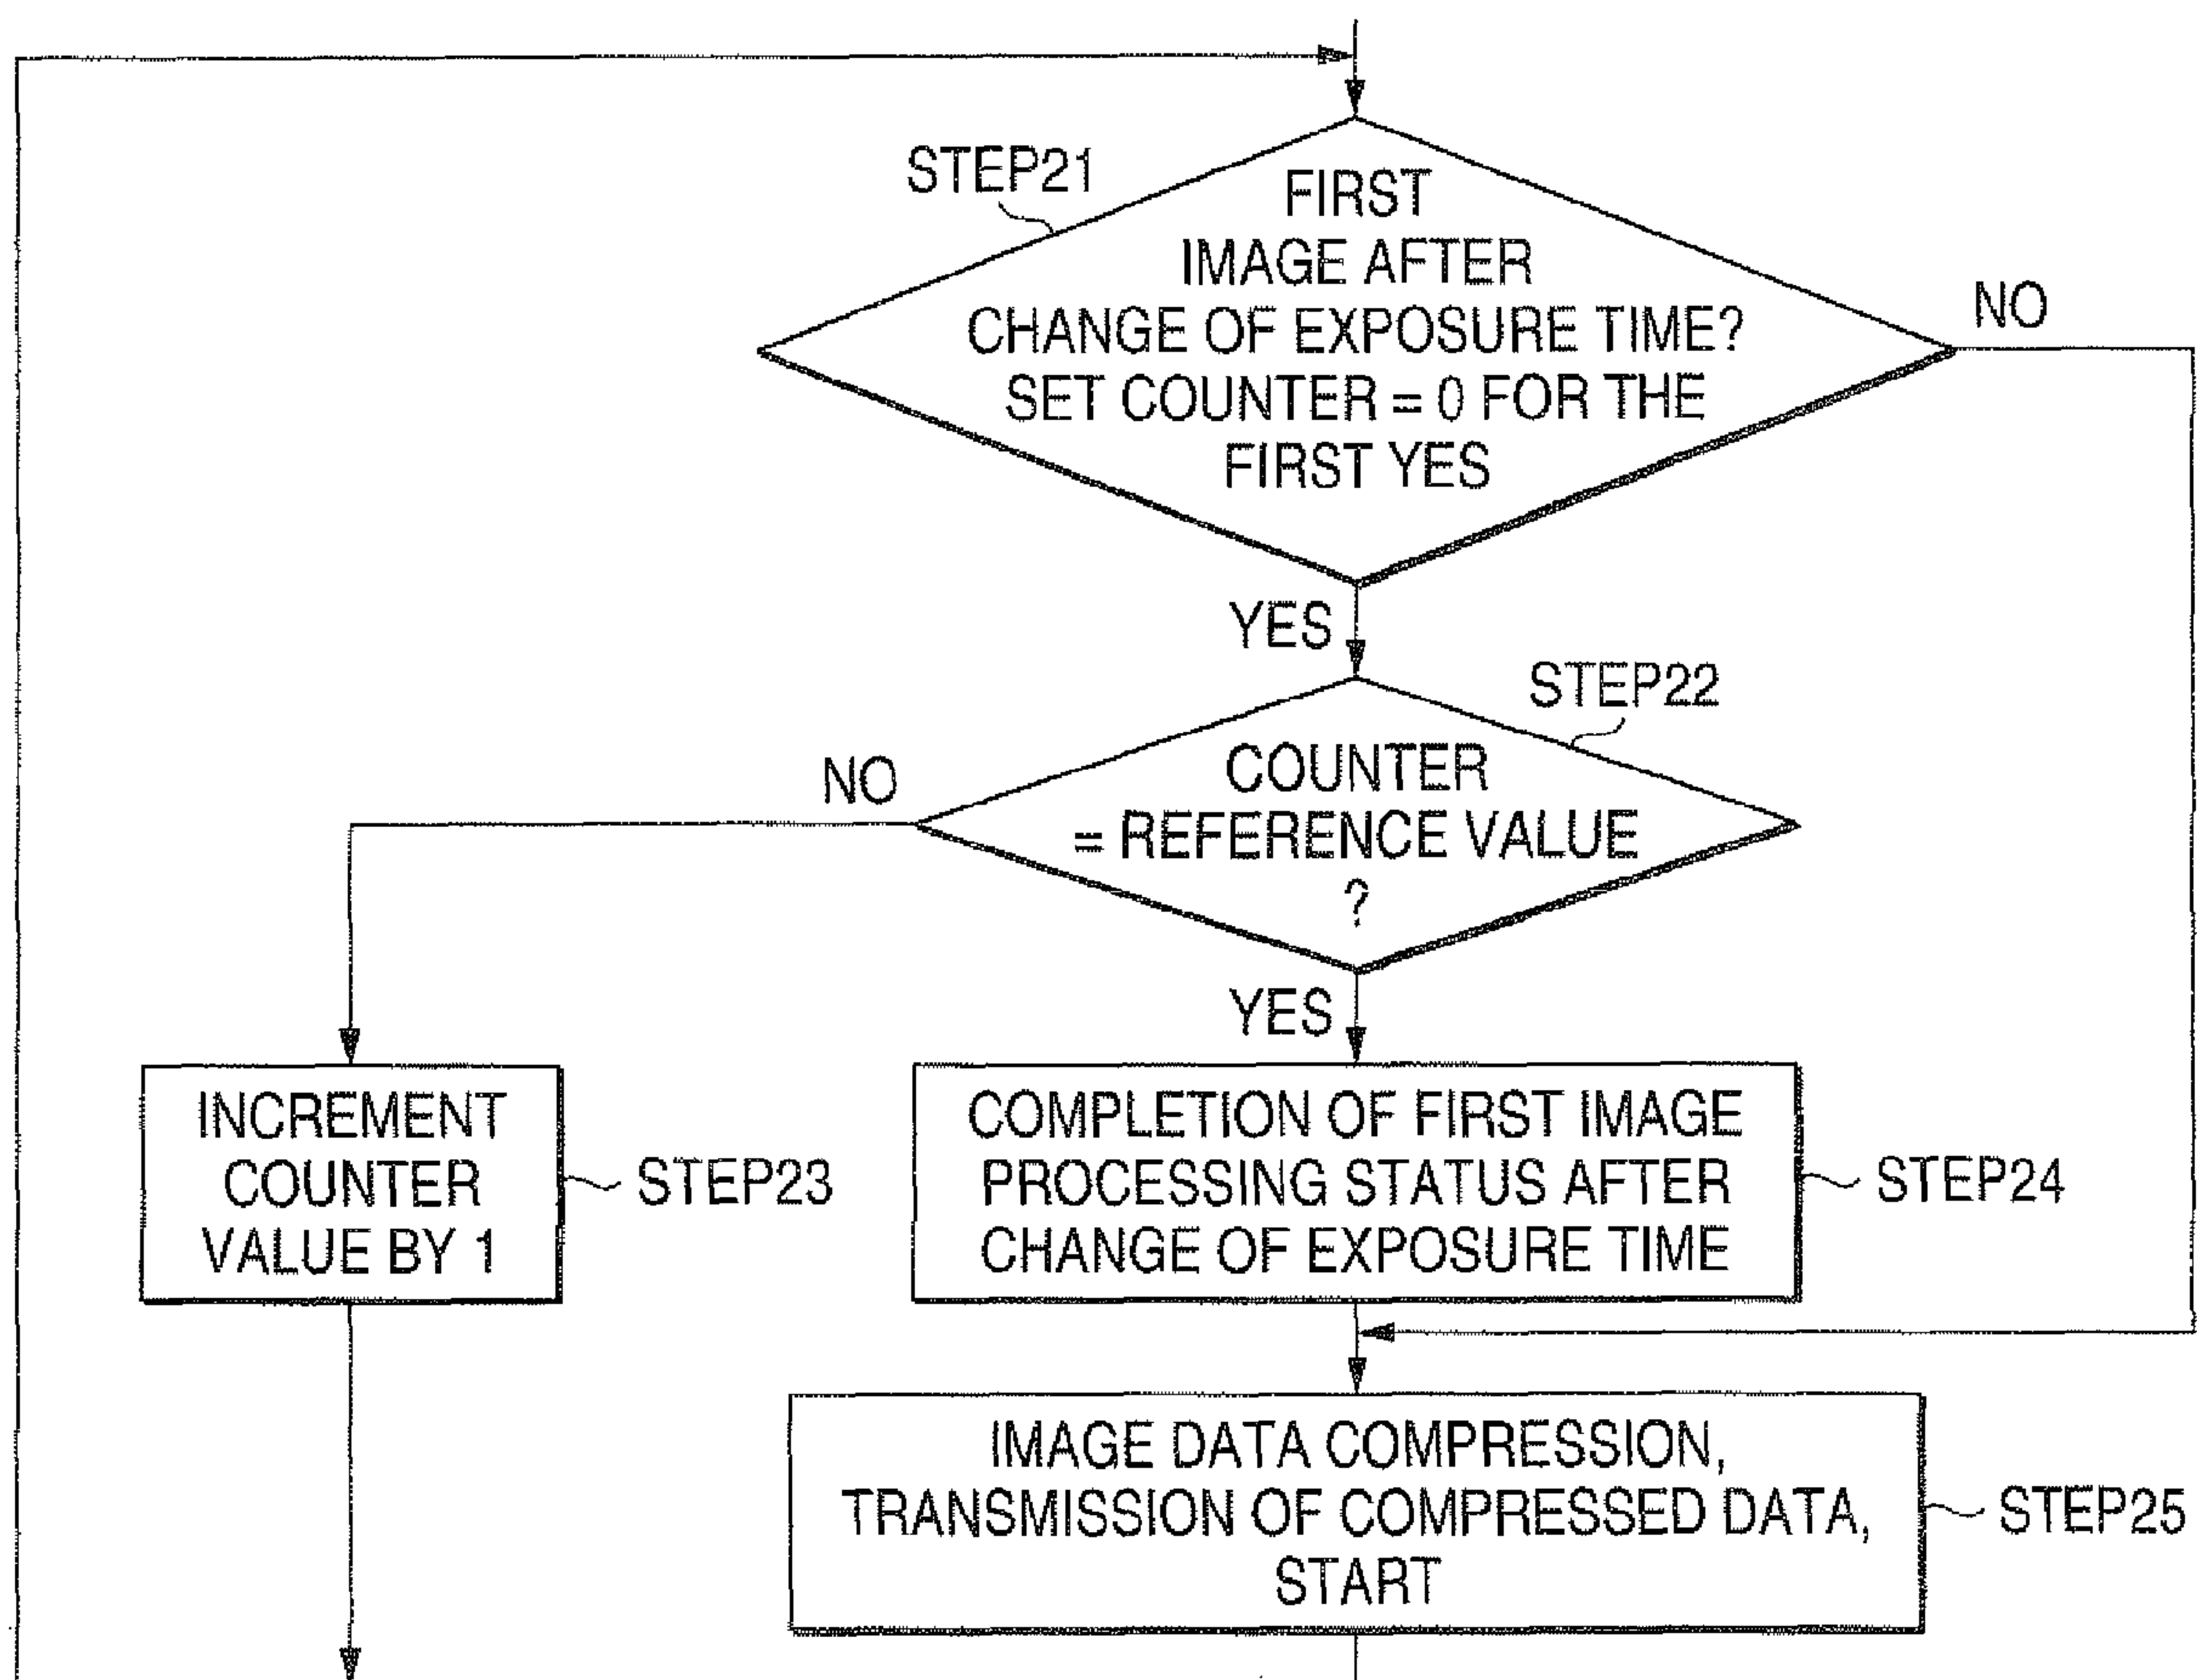 STEP21
FIRST
IMAGE AFTER
CHANGE OF EXPOSURE TIME?
SET COUNTER = 0 FOR THE
FIRST YES
NO
YES
STEP22
COUNTER
= REFERENCE VALUE
?
NO
YES
INCREMENT
COUNTER
VALUE BY 1
STEP23
COMPLETION OF FIRST IMAGE
PROCESSING STATUS AFTER
CHANGE OF EXPOSURE TIME
STEP24
IMAGE DATA COMPRESSION,
TRANSMISSION OF COMPRESSED DATA,
START
STEP25